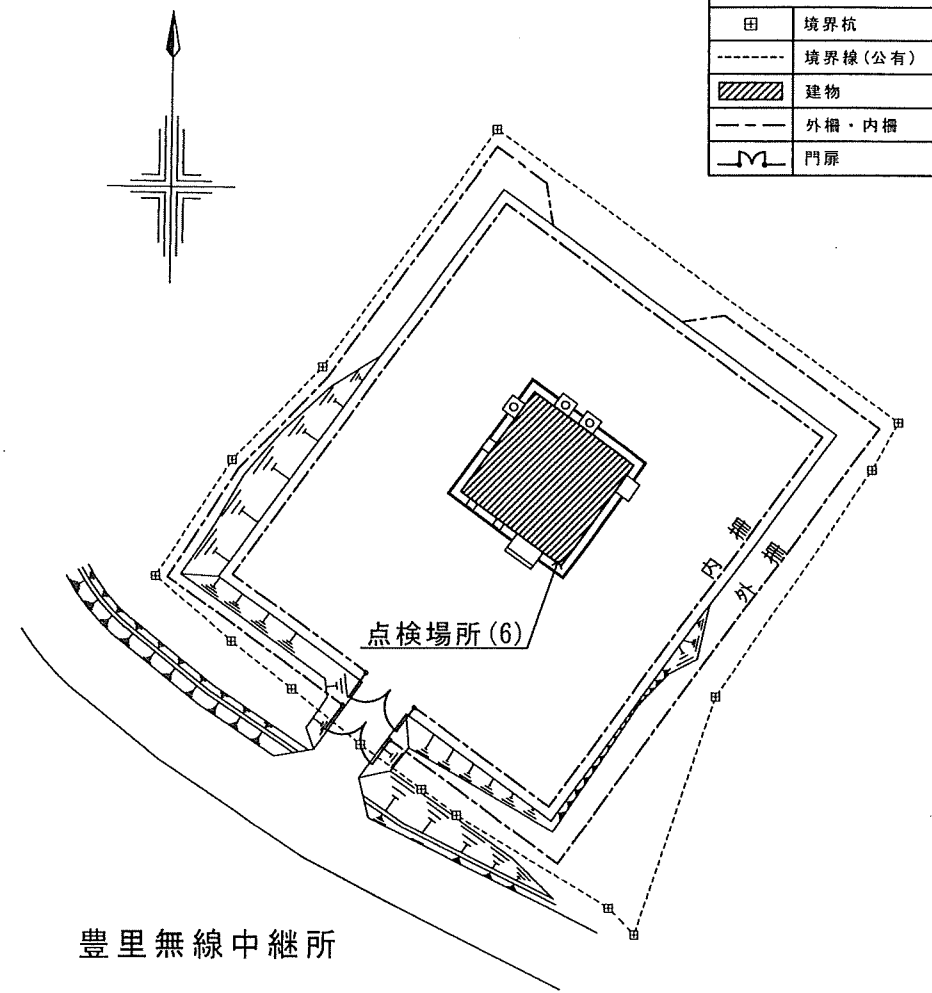 境界杭
境界線(公有)
建物
外柵・内柵
門扉
内柵
外柵
点検場所(6)
豊里無線中継所